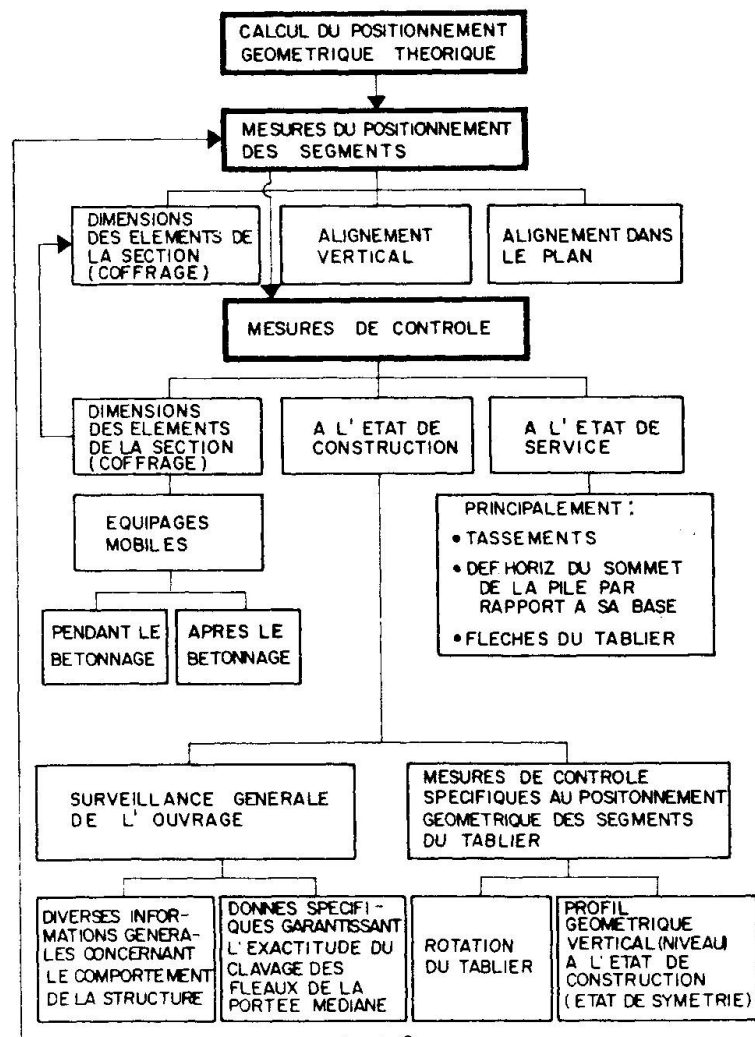 CALCUL DU POSITIONNEMENT
GEOMETRIQUE THEORIQUE
MESURES DU POSITIONNEMENT
DES SEGMENTS
DIMENSIONS
DES ELEMENTS DE
LA SECTION
(COFFRAGE)
ALIGNEMENT
VERTICAL
ALIGNEMENT DANS
LE PLAN
MESURES DE CONTROLE
DIMENSIONS
DES ELEMENTS
DE LA SECTION
(COFFRAGE)
A L' ETAT DE
CONSTRUCTION
A L' ETAT DE
SERVICE
EQUIPAGES
MOBILES
PRINCIPALEMENT :
• TASSEMENTS
• DEF. HORIZ DU SOMMET
DE LA PILE PAR
RAPPORT A SA BASE
• FLECHES DU TABLIER
PENDANT LE
BETONNAGE
APRES LE
BETONNAGE
SURVEILLANCE GENERALE
DE L' OUVRAGE
MESURES DE CONTROLE
SPECIFIQUES AU POSITONNEMENT
GEOMETRIQUE DES SEGMENTS
DU TABLIER
DIVERSES INFOR-
MATIONS GENERA-
LES CONCERNANT
LE COMPORTEMENT
DE LA STRUCTURE
DONNES SPECIFI-
QUES GARANTISSANT
L'EXACTITUDE DU
CLAVAGE DES
FLEAUX DE LA
PORTEE MEDIANE
ROTATION
DU TABLIER
PROFIL
GEOMETRIQUE
VERTICAL (NIVEAU)
A L'ETAT DE
CONSTRUCTION
(ETAT DE SYMETRIE)